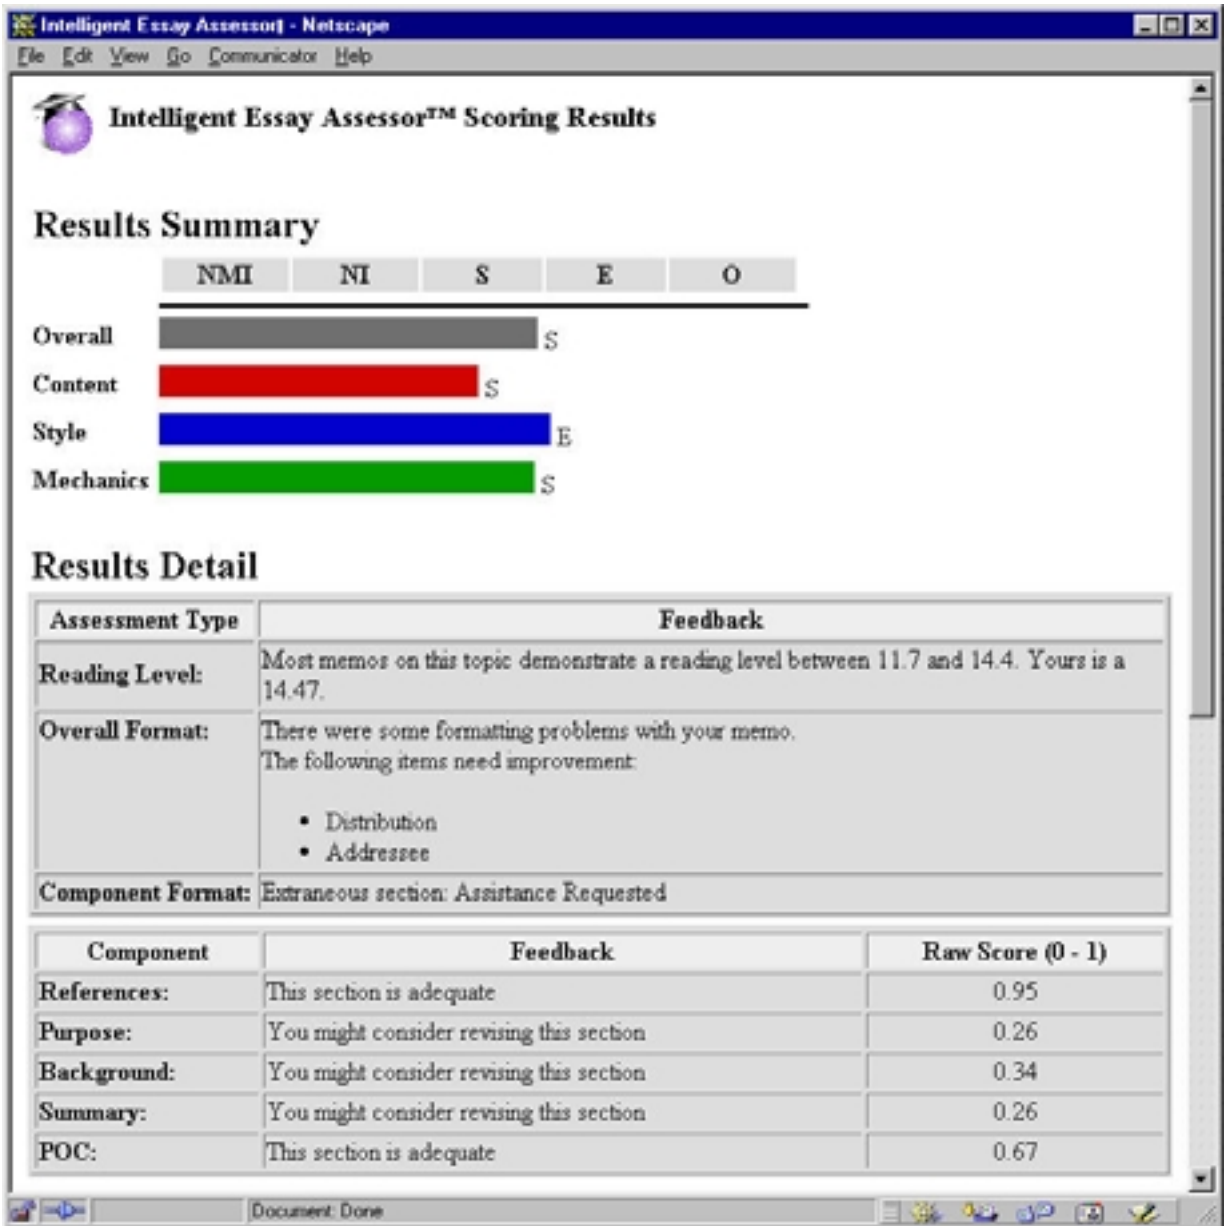 Intelligent Essay Assessor‡ - Netscape
File Edit View Go Communicator Help
Intelligent Essay Assessor™ Scoring Results
Results Summary
NMI NI S E O
Overall S
Content S
Style E
Mechanics S
Results Detail
Assessment Type Feedback
Reading Level: Most memos on this topic demonstrate a reading level between 11.7 and 14.4. Yours is a
14.47.
Overall Format: There were some formatting problems with your memo.
The following items need improvement:
• Distribution
• Addressee
Component Format: Extraneous section: Assistance Requested
Component Feedback Raw Score (0 - 1)
References: This section is adequate 0.95
Purpose: You might consider revising this section 0.26
Background: You might consider revising this section 0.34
Summary: You might consider revising this section 0.26
POC: This section is adequate 0.67
Document: Done